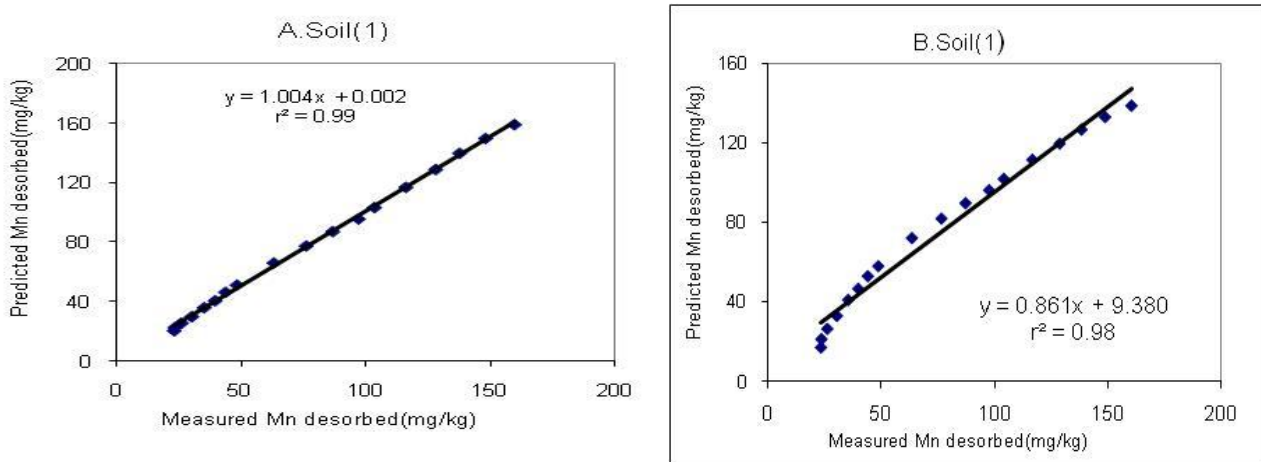 A.Soil(1)
Predicted Mn desorbed(mg/kg)
200
160
120
80
40
0
y = 1.004x +0.002
r² = 0.99
0 50 100 150 200
Measured Mn desorbed(mg/kg)
B.Soil(1)
Predicted Mn desorbed(mg/kg)
160
120
80
40
0
y = 0.861x + 9.380
r² = 0.98
0 50 100 150 200
Measured Mn desorbed(mg/kg)